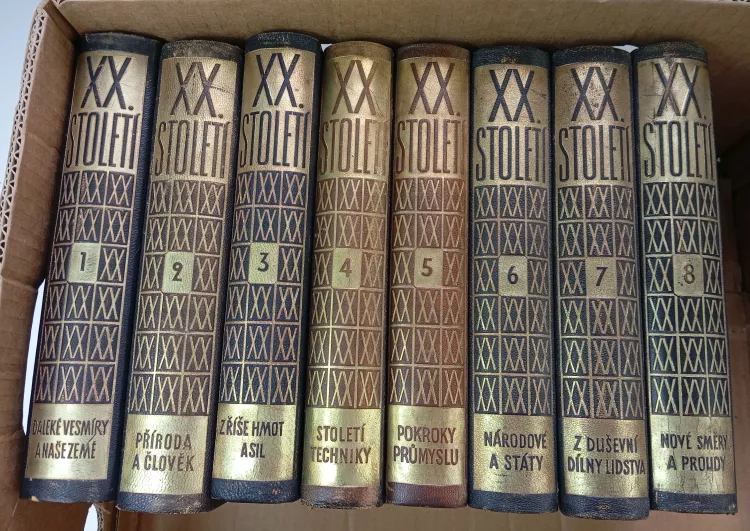 XX.
STOLETÍ
1
DALEKÉ VESMÍRY
A NAŠE ZEMĚ
XX.
STOLETÍ
2
PŘÍRODA
A ČLOVĚK
XX.
STOLETÍ
3
Z ŘÍŠE HMOT
A SIL
XX.
STOLETÍ
4
STOLETÍ
TECHNIKY
XX.
STOLETÍ
5
POKROKY
PRŮMYSLU
XX.
STOLETÍ
6
NÁRODOVÉ
A STÁTY
XX.
STOLETÍ
7
Z DUŠEVNÍ
DÍLNY LIDSTVA
XX.
STOLETÍ
8
NOVÉ SMĚRY
A PROUDY